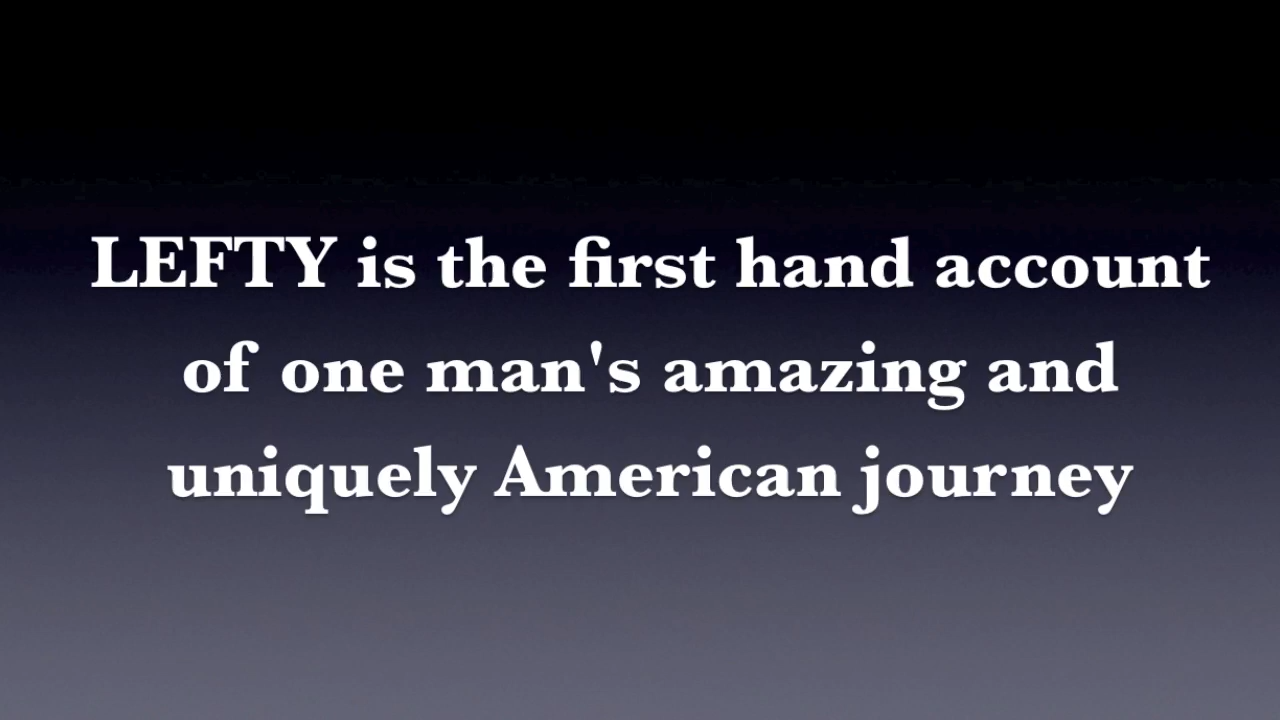 LEFTY is the first hand account
of one man's amazing and
uniquely American journey